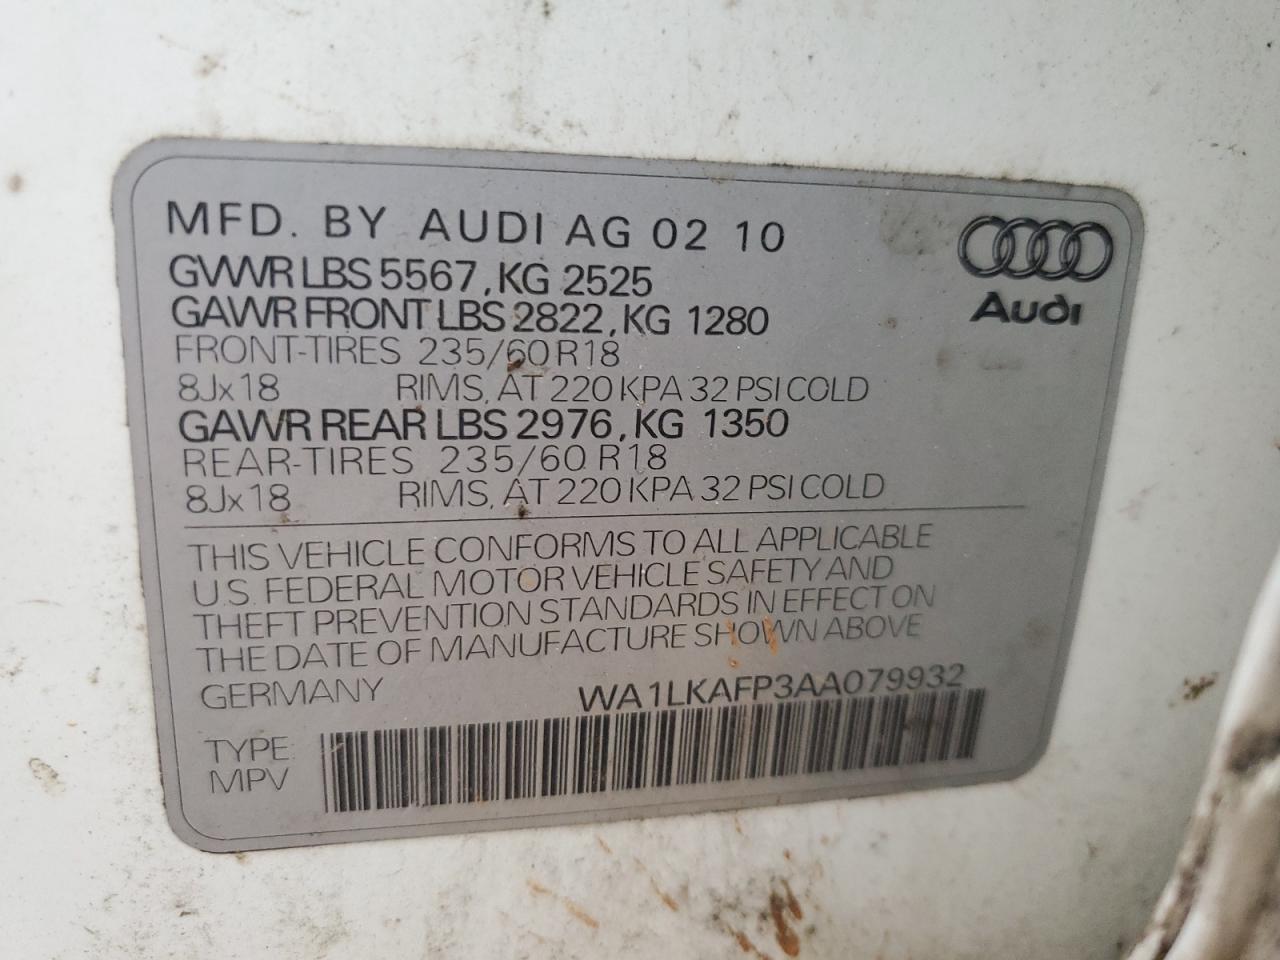 MFD. BY AUDI AG 02 10
GVWR LBS 5567, KG 2525
GAWR FRONT LBS 2822, KG 1280
FRONT-TIRES 235/60 R18
8Jx18 RIMS, AT 220 KPA 32 PSI COLD
GAWR REAR LBS 2976, KG 1350
REAR-TIRES 235/60 R18
8Jx18 RIMS, AT 220 KPA 32 PSI COLD
Audi
THIS VEHICLE CONFORMS TO ALL APPLICABLE
U.S. FEDERAL MOTOR VEHICLE SAFETY AND
THEFT PREVENTION STANDARDS IN EFFECT ON
THE DATE OF MANUFACTURE SHOWN ABOVE
GERMANY WA1LKAFP3AA079932
TYPE:
MPV